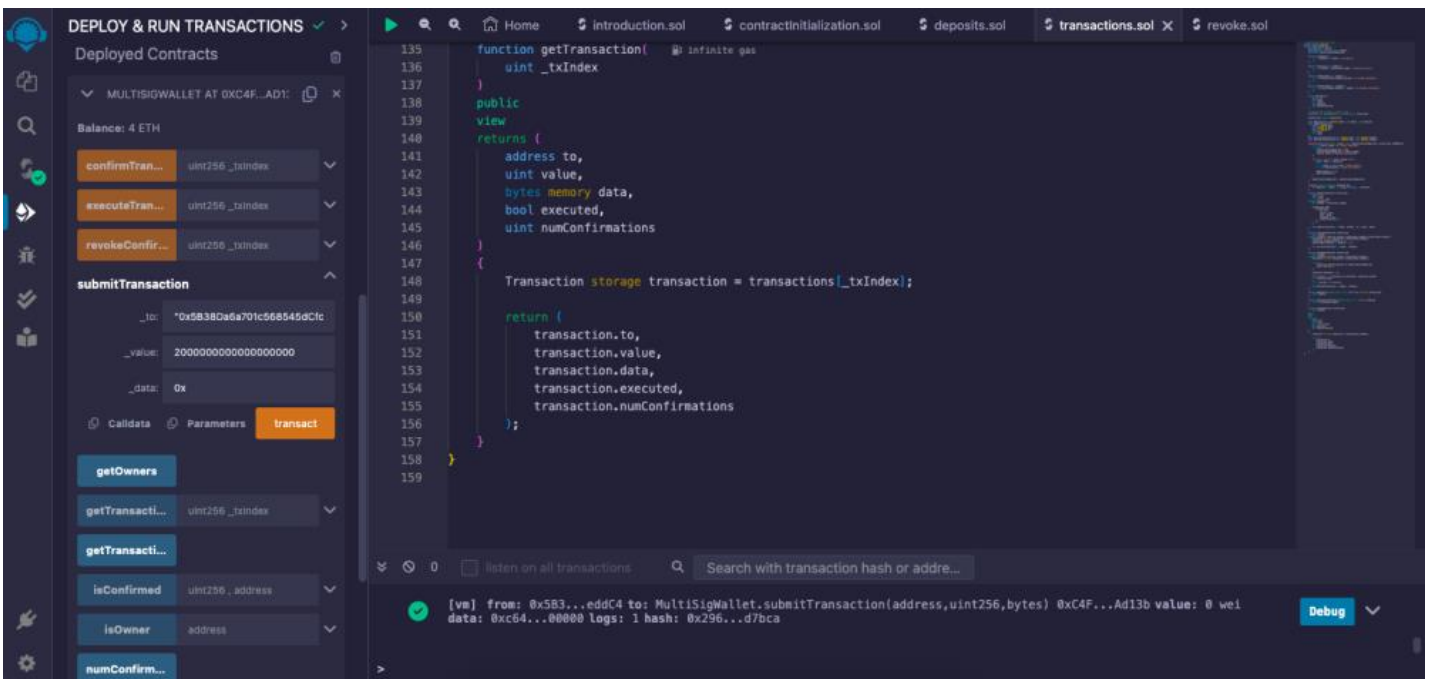 DEPLOY & RUN TRANSACTIONS
Deployed Contracts
MULTISIGWALLET AT 0XC4F...AD13
Balance: 4 ETH
confirmTran... uint256 _txIndex
executeTran... uint256 _txIndex
revokeConfir... uint256 _txIndex
submitTransaction
_to: "0x5B38Da6a701c568545dCfc
_value: 2000000000000000000
_data: 0x
Calldata Parameters transact
getOwners
getTransacti... uint256 _txIndex
getTransacti...
isConfirmed uint256 , address
isOwner address
numConfirm...
Home introduction.sol contractInitialization.sol deposits.sol transactions.sol revoke.sol
135 function getTransaction( infinite gas
136 uint _txIndex
137 )
138 public
139 view
140 returns (
141 address to,
142 uint value,
143 bytes memory data,
144 bool executed,
145 uint numConfirmations
146 )
147 {
148 Transaction storage transaction = transactions[_txIndex];
149
150 return (
151 transaction.to,
152 transaction.value,
153 transaction.data,
154 transaction.executed,
155 transaction.numConfirmations
156 );
157 }
158 }
159
0 listen on all transactions Search with transaction hash or addre...
[vm] from: 0x5B3...eddC4 to: MultiSigWallet.submitTransaction(address,uint256,bytes) 0xC4F...Ad13b value: 0 wei
data: 0xc64...00000 logs: 1 hash: 0x296...d7bca
Debug
>